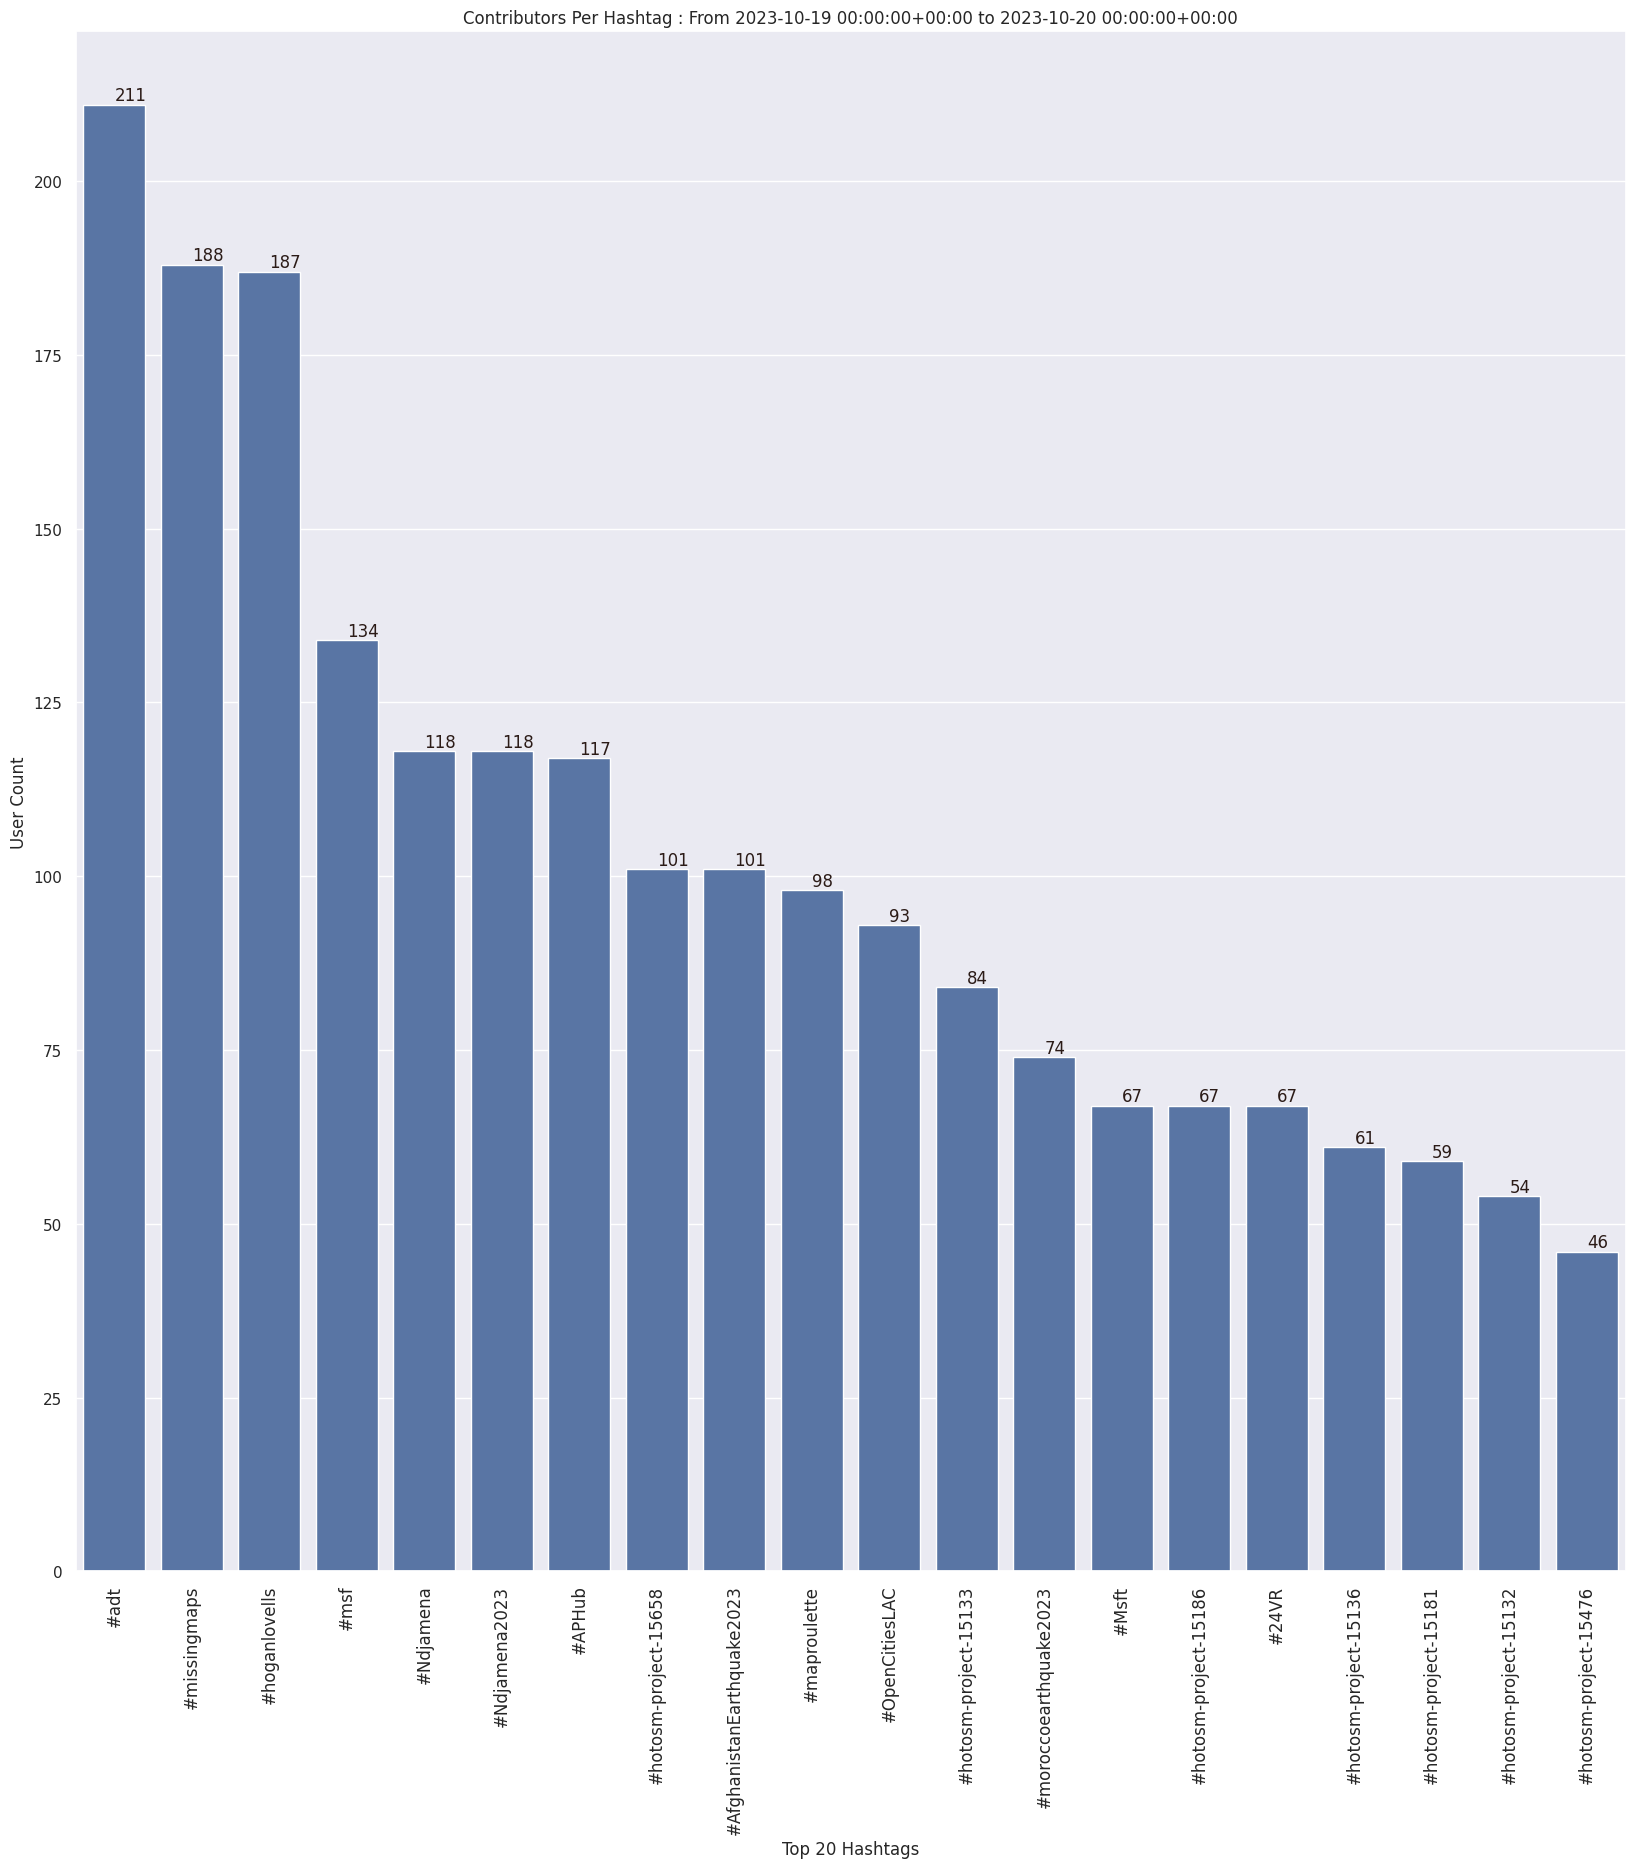 Contributors Per Hashtag : From 2023-10-19 00:00:00+00:00 to 2023-10-20 00:00:00+00:00
User Count
200
175
150
125
100
75
50
25
0
211
188
187
134
118
118
117
101
101
98
93
84
74
67
67
67
61
59
54
46
#adt
#missingmaps
#hoganlovells
#msf
#Ndjamena
#Ndjamena2023
#APHub
#hotosm-project-15658
#AfghanistanEarthquake2023
#maproulette
#OpenCitiesLAC
#hotosm-project-15133
#moroccoearthquake2023
#Msft
#hotosm-project-15186
#24VR
#hotosm-project-15136
#hotosm-project-15181
#hotosm-project-15132
#hotosm-project-15476
Top 20 Hashtags